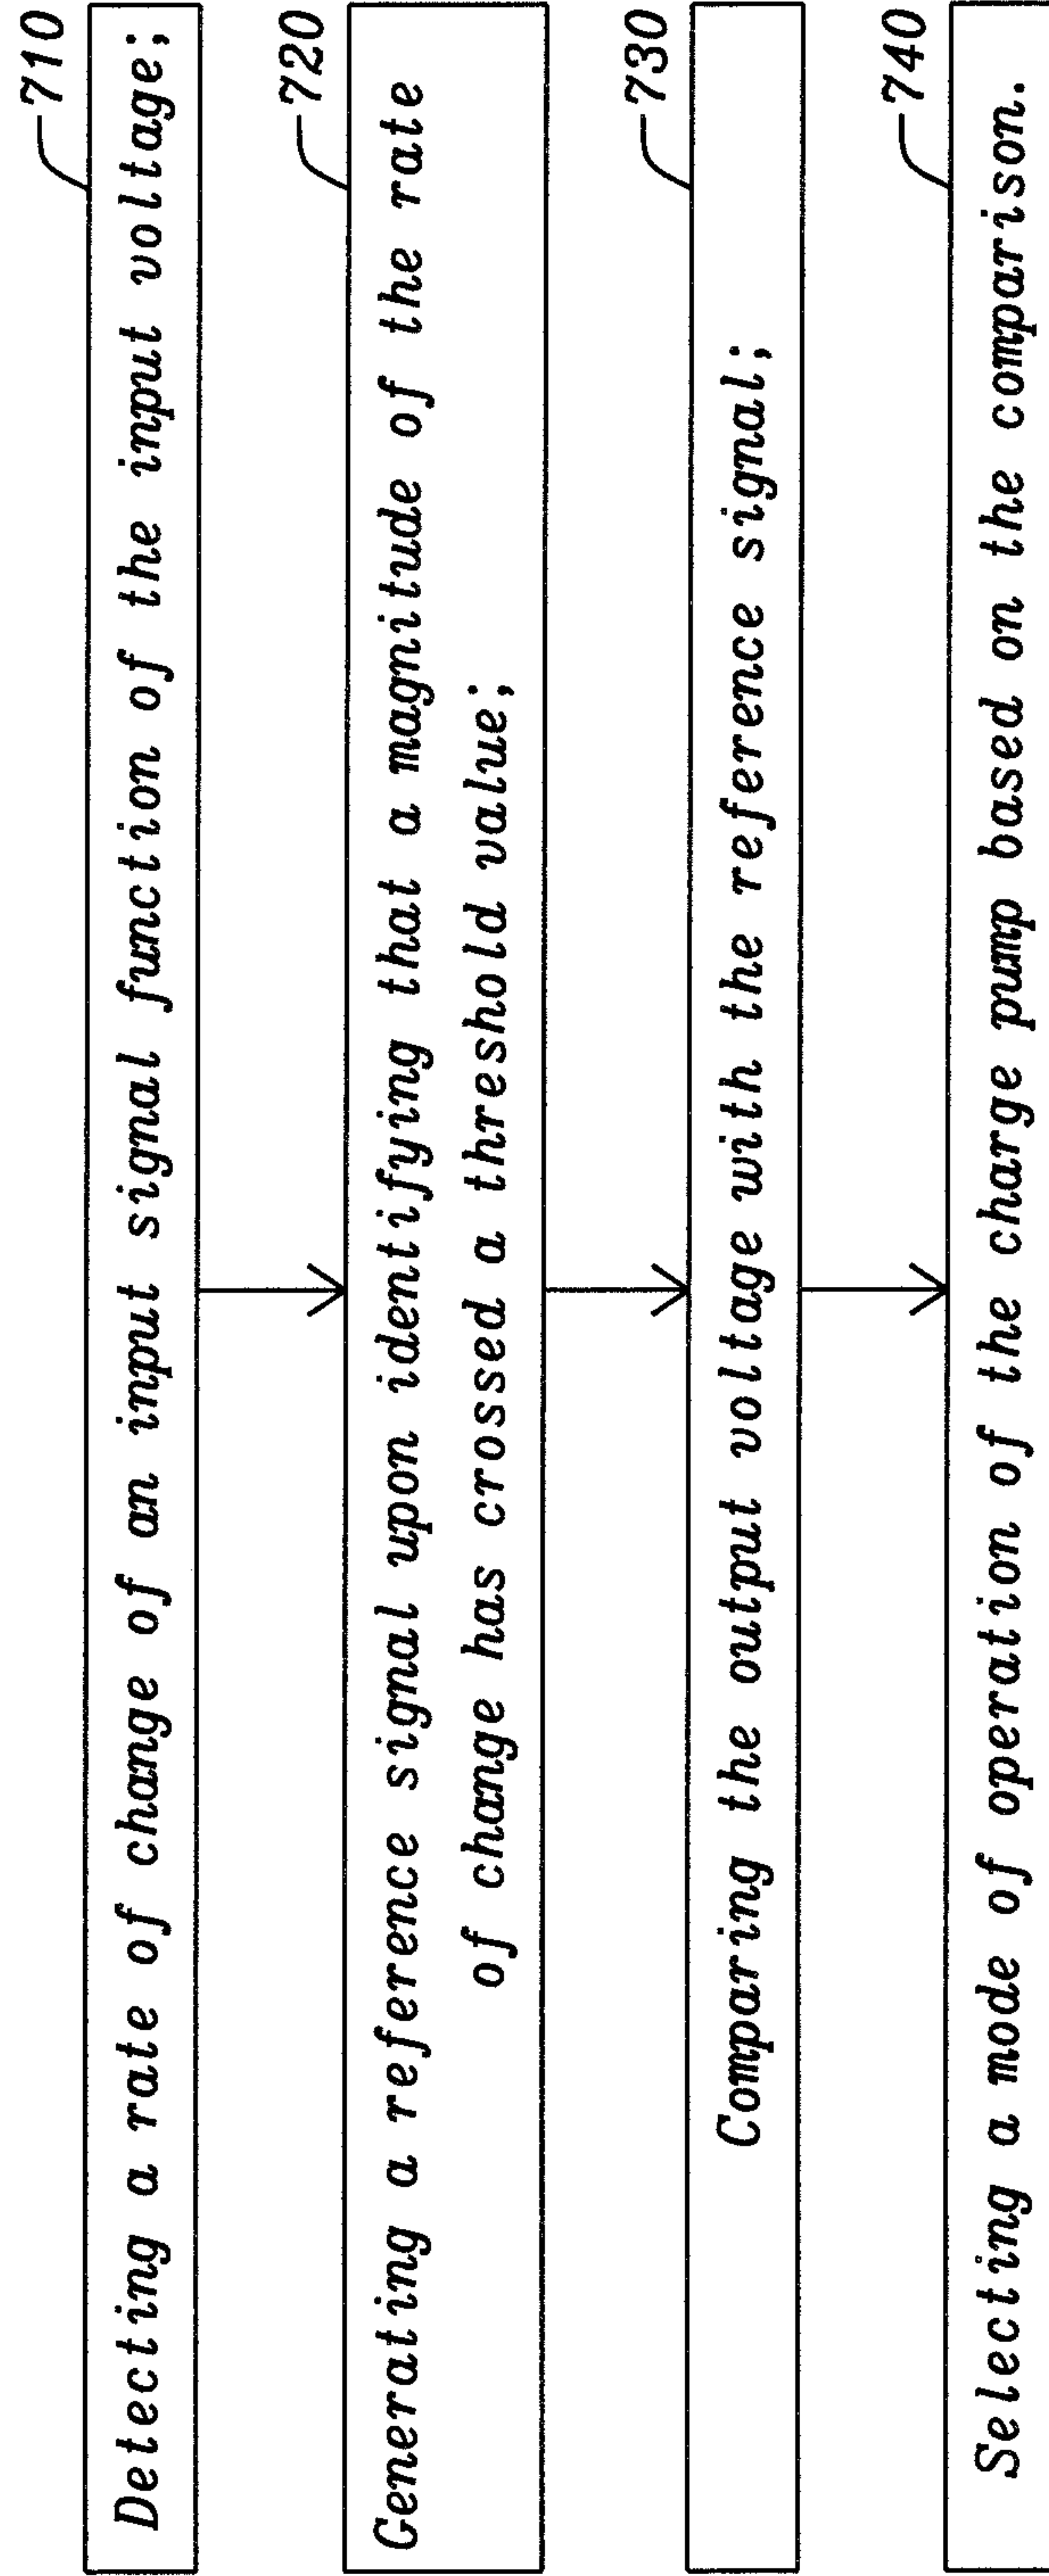 710
Detecting a rate of change of an input signal function of the input voltage;
720
Generating a reference signal upon identifying that a magnitude of the rate
of change has crossed a threshold value;
730
Comparing the output voltage with the reference signal;
740
Selecting a mode of operation of the charge pump based on the comparison.